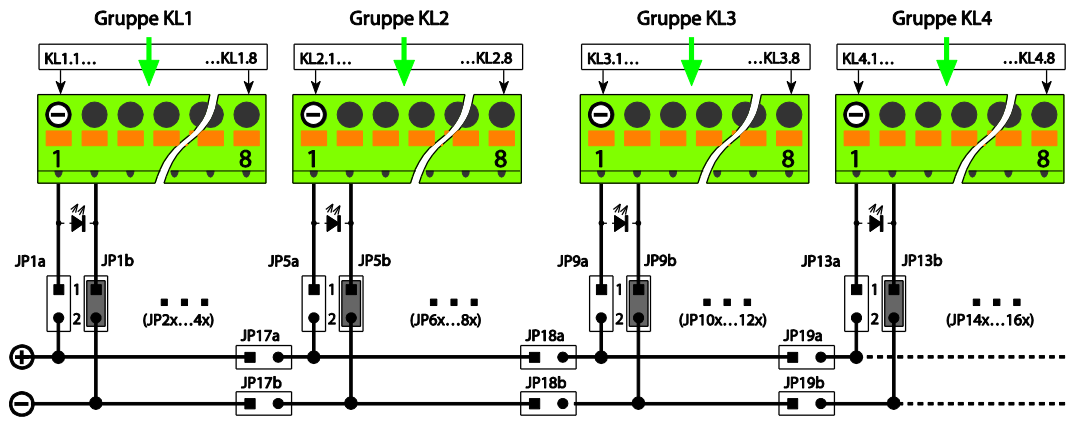 Gruppe KL1 Gruppe KL2 Gruppe KL3 Gruppe KL4
KL1.1... ...KL1.8 KL2.1... ...KL2.8 KL3.1... ...KL3.8 KL4.1... ...KL4.8
1 8 1 8 1 8 1 8
JP1a JP1b JP5a JP5b JP9a JP9b JP13a JP13b
1 1 1 1
2 (JP2x...4x) 2 (JP6x...8x) 2 (JP10x...12x) 2 (JP14x...16x)
JP17a JP18a JP19a
JP17b JP18b JP19b